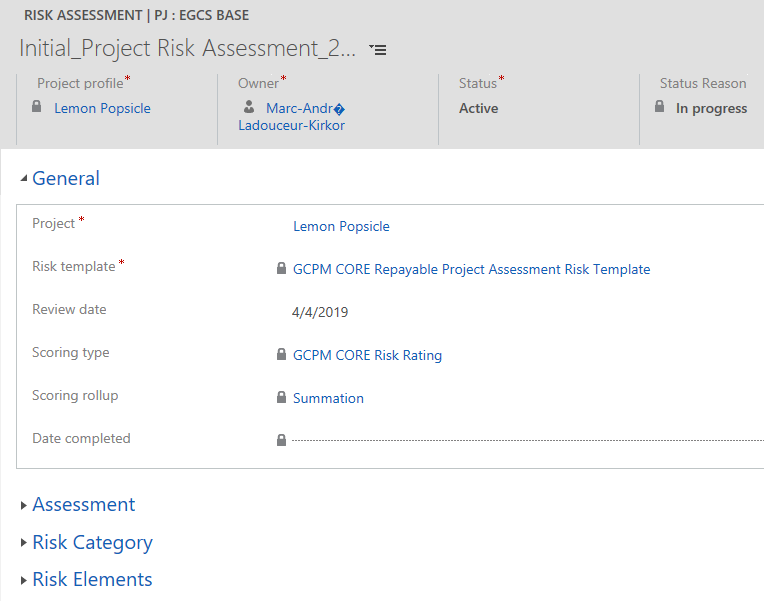 RISK ASSESSMENT | PJ : EGCS BASE
Initial_Project Risk Assessment_2...
Project profile* Owner* Status* Status Reason
Lemon Popsicle Marc-Andr� Active In progress
Ladouceur-Kirkor
General
Project * Lemon Popsicle
Risk template * GCPM CORE Repayable Project Assessment Risk Template
Review date 4/4/2019
Scoring type GCPM CORE Risk Rating
Scoring rollup Summation
Date completed
Assessment
Risk Category
Risk Elements